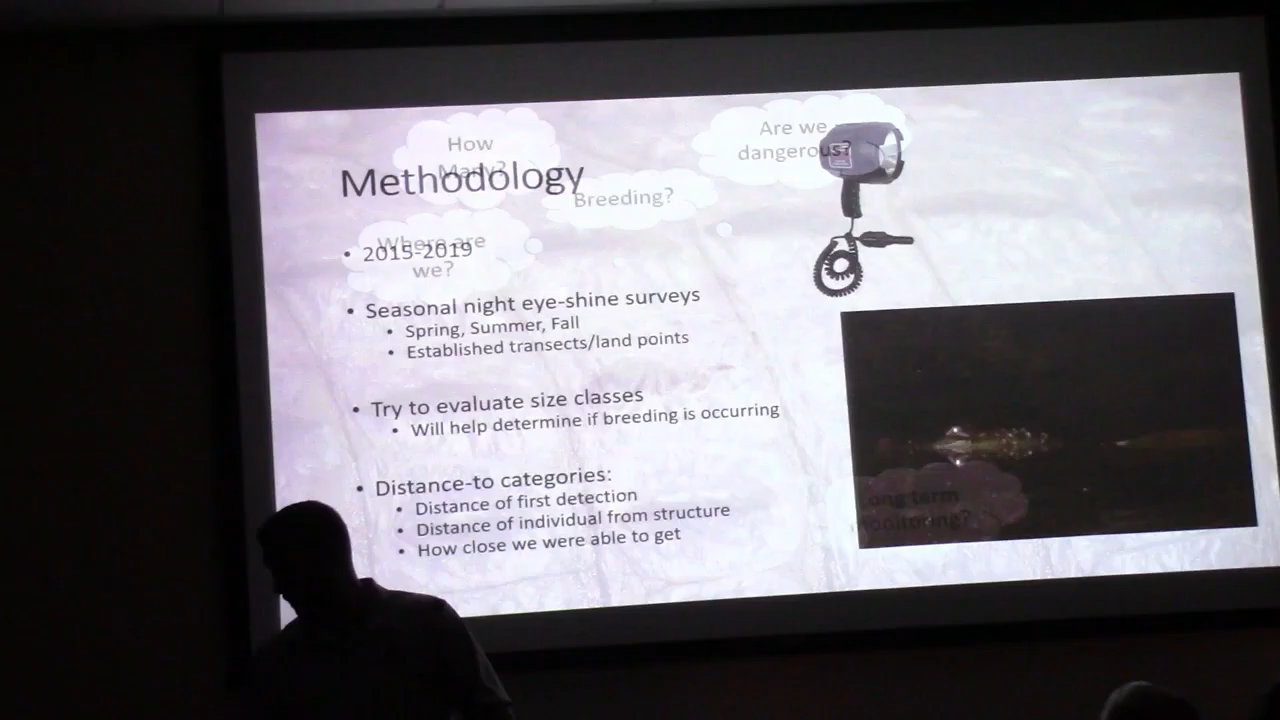 How
Many?
Are we
dangerous?
Methodology
Breeding?
Where are
we?
• 2015-2019
• Seasonal night eye-shine surveys
• Spring, Summer, Fall
• Established transects/land points
• Try to evaluate size classes
• Will help determine if breeding is occurring
• Distance-to categories:
• Distance of first detection
• Distance of individual from structure
• How close we were able to get
Long term
monitoring?